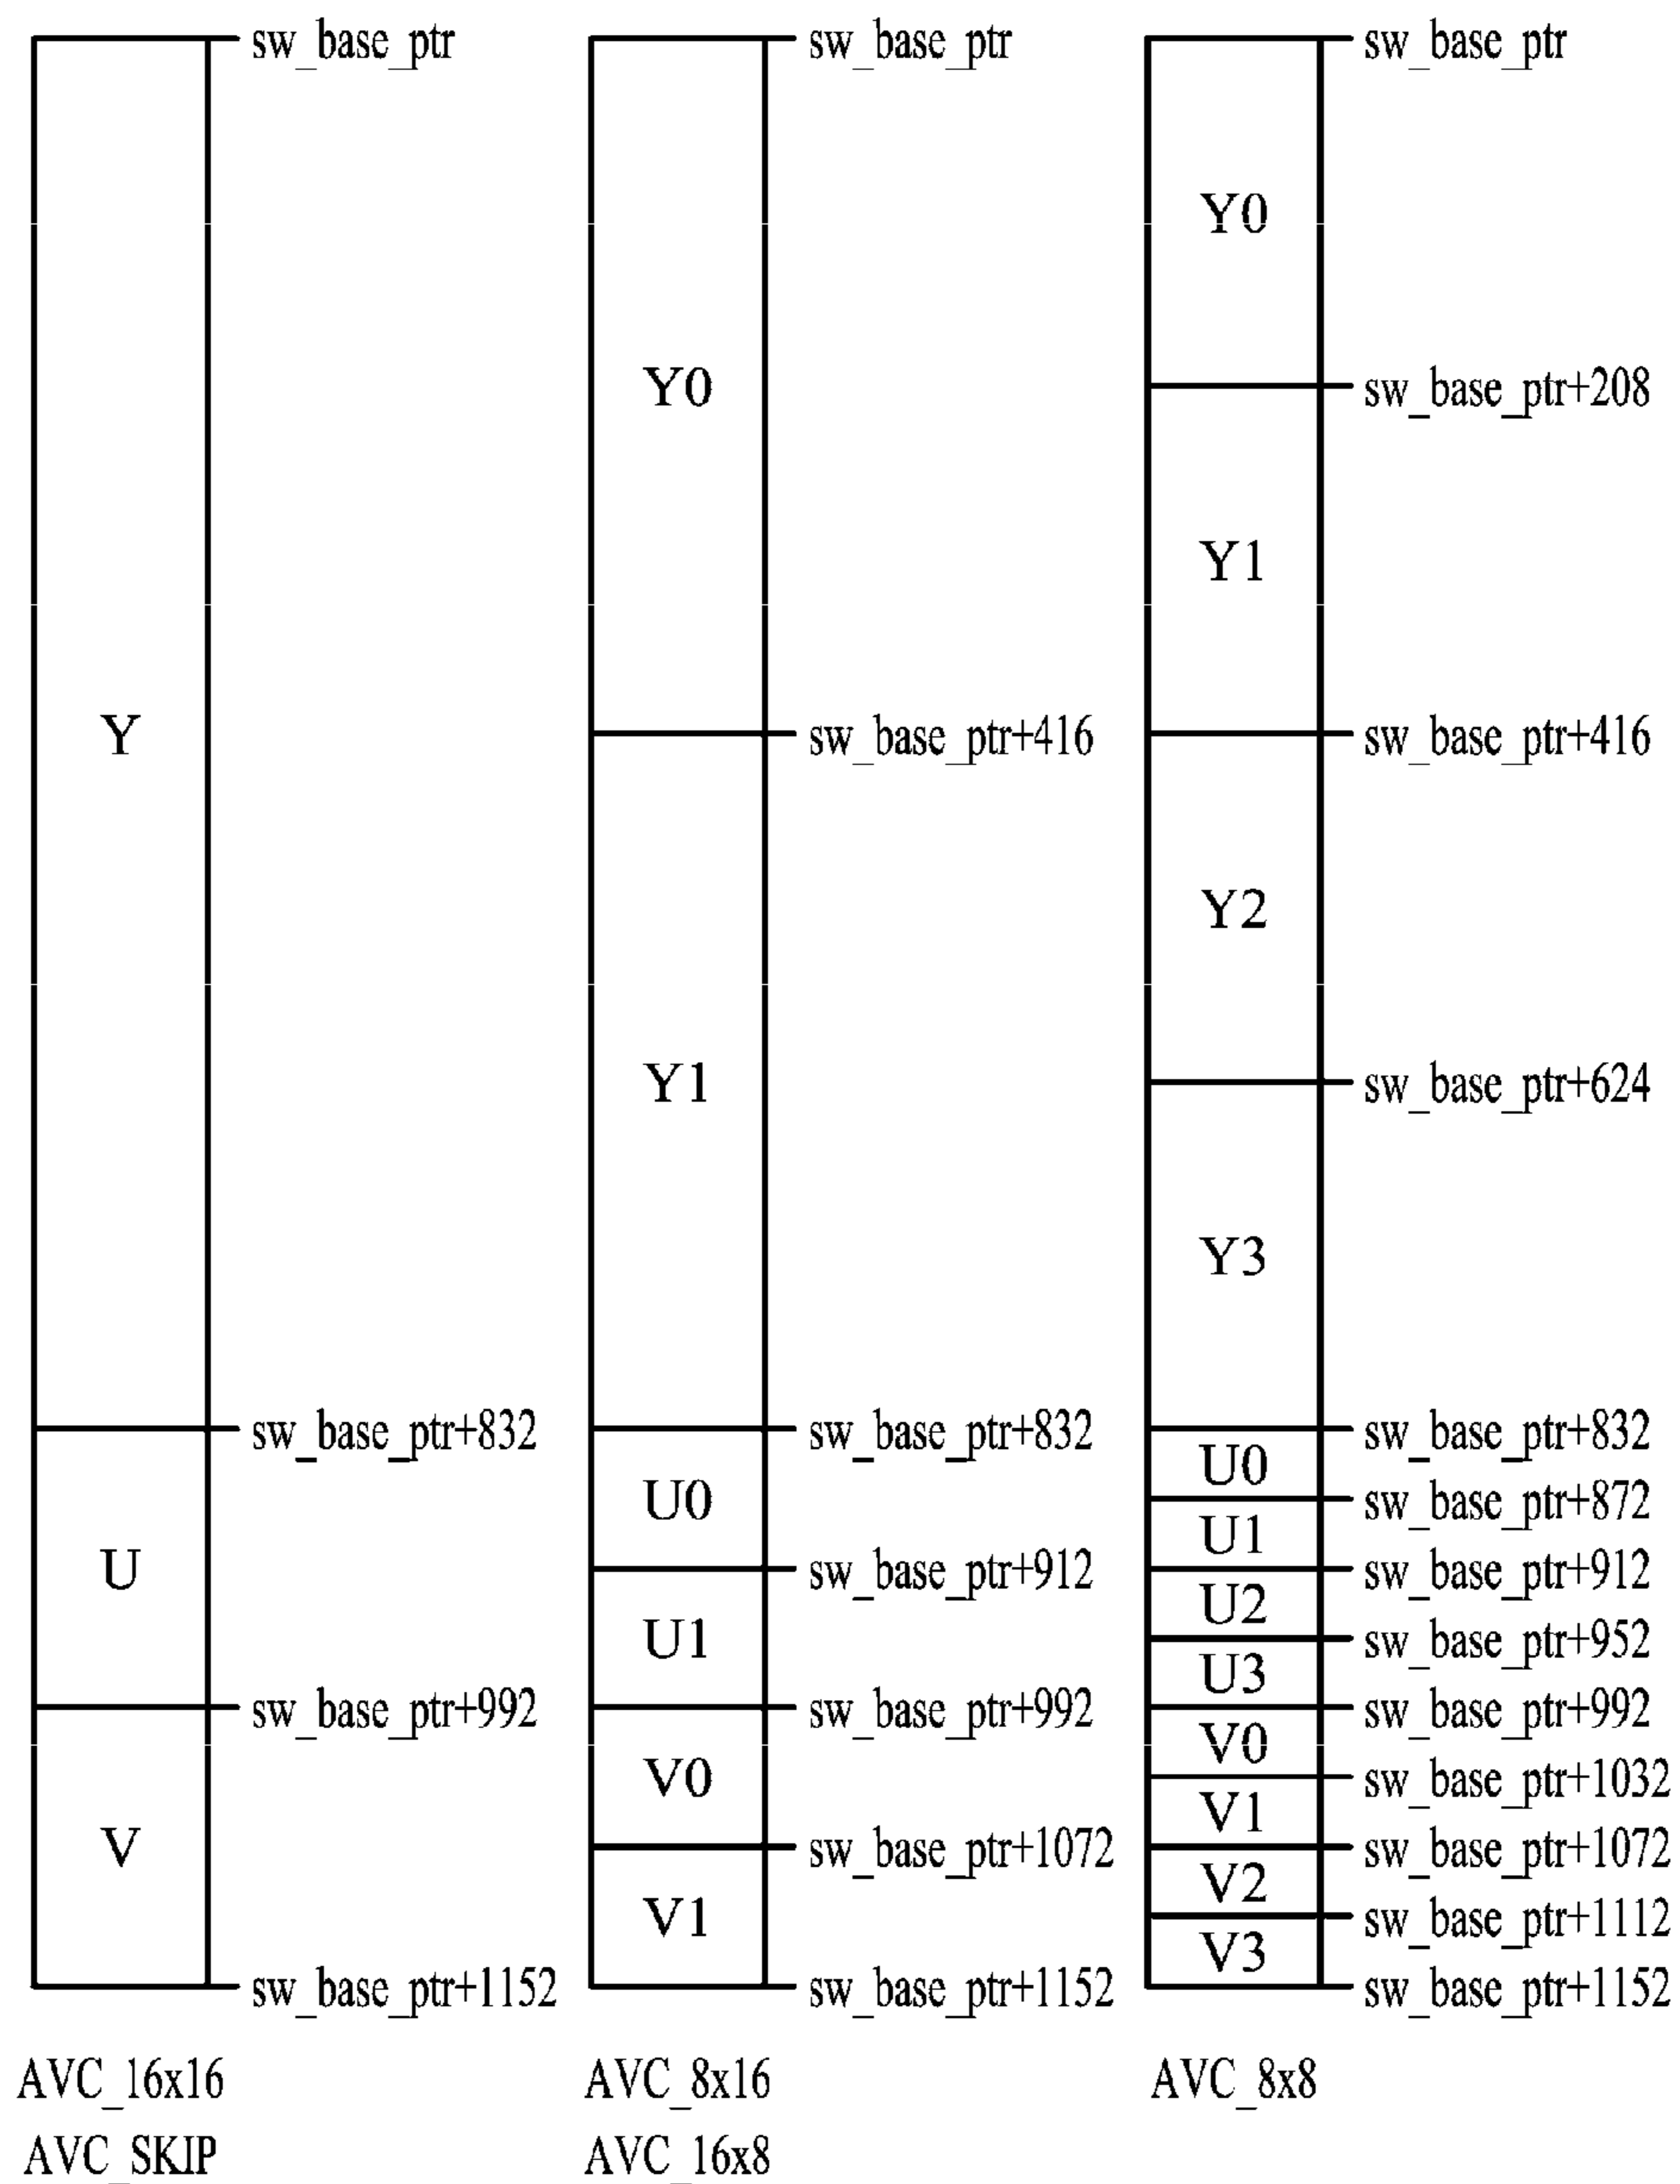 sw_base_ptr
Y
sw_base_ptr+832
U
sw_base_ptr+992
V
sw_base_ptr+1152
AVC_16x16
AVC_SKIP
sw_base_ptr
Y0
sw_base_ptr+416
Y1
sw_base_ptr+832
U0
sw_base_ptr+912
U1
sw_base_ptr+992
V0
sw_base_ptr+1072
V1
sw_base_ptr+1152
AVC_8x16
AVC_16x8
sw_base_ptr
Y0
sw_base_ptr+208
Y1
sw_base_ptr+416
Y2
sw_base_ptr+624
Y3
sw_base_ptr+832
U0
sw_base_ptr+872
U1
sw_base_ptr+912
U2
sw_base_ptr+952
U3
sw_base_ptr+992
V0
sw_base_ptr+1032
V1
sw_base_ptr+1072
V2
sw_base_ptr+1112
V3
sw_base_ptr+1152
AVC_8x8